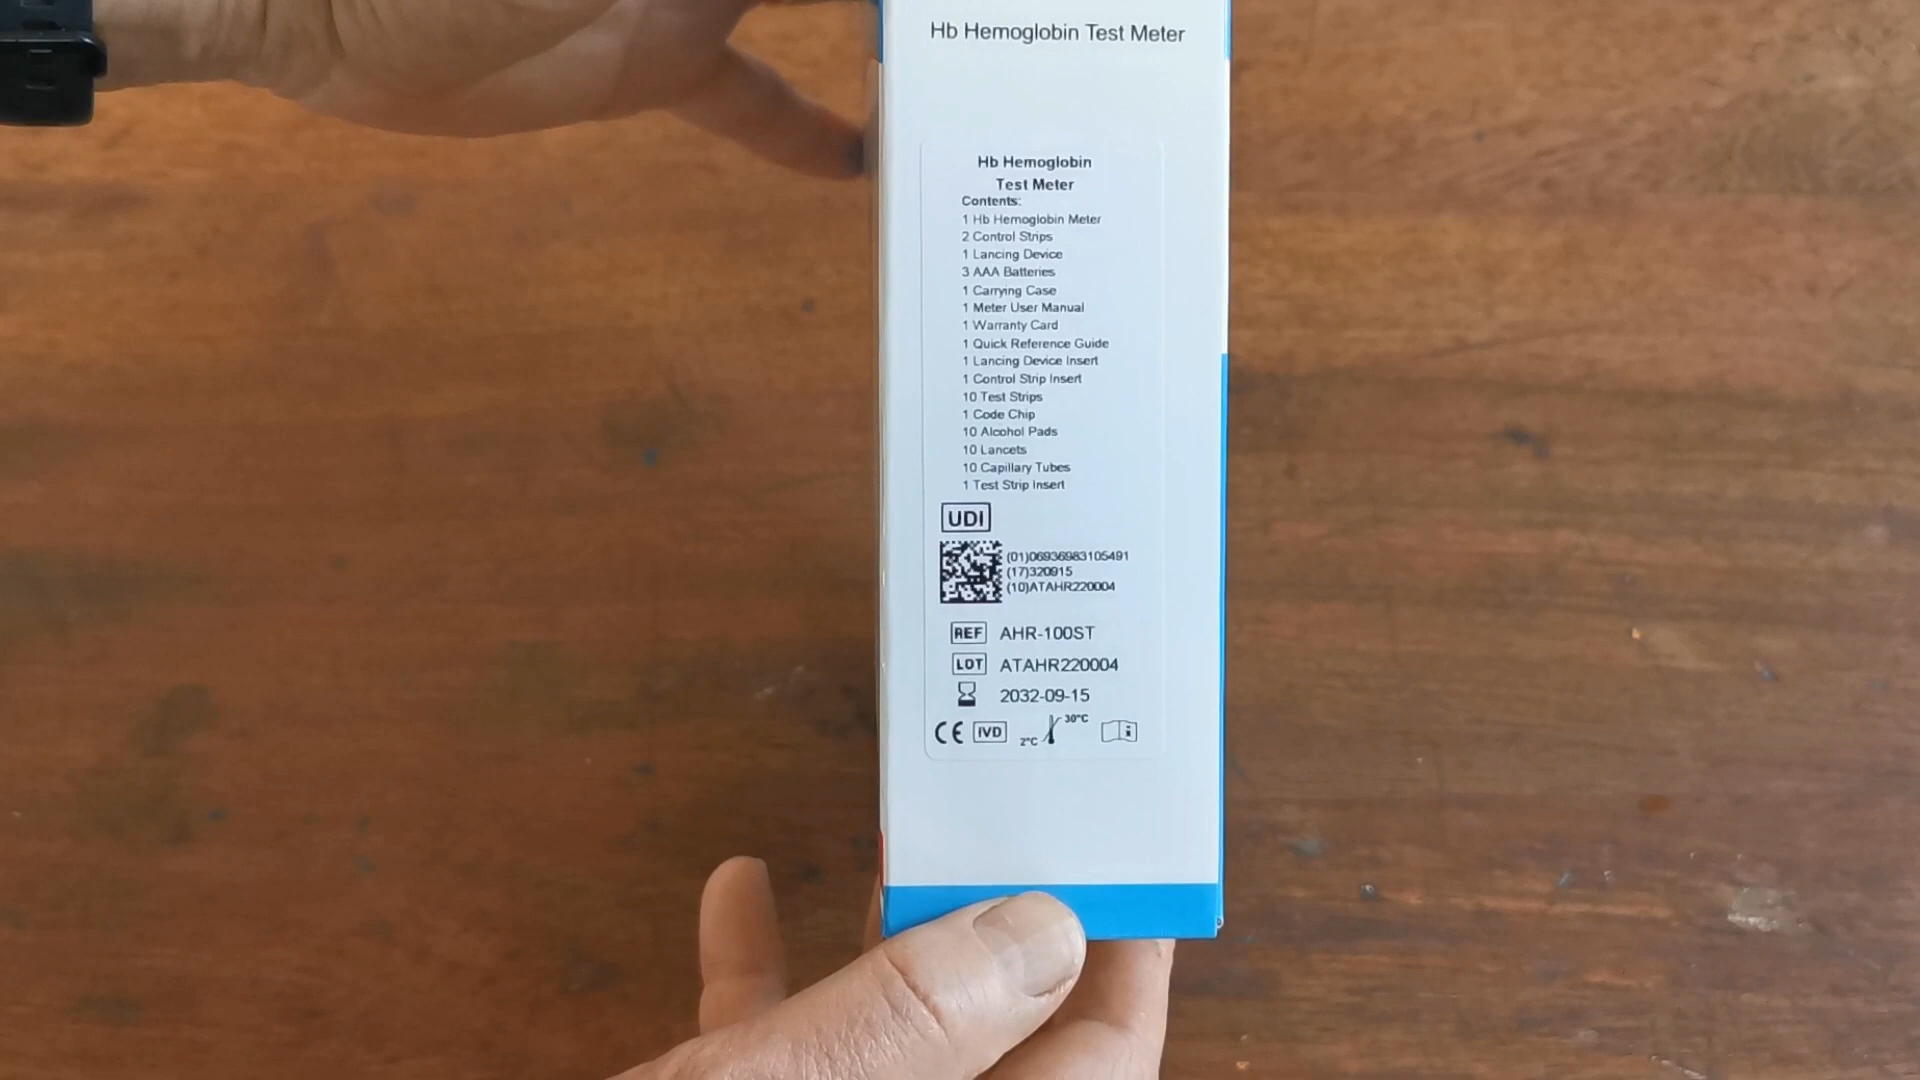 Hb Hemoglobin Test Meter
Hb Hemoglobin
Test Meter
Contents:
1 Hb Hemoglobin Meter
2 Control Strips
1 Lancing Device
3 AAA Batteries
1 Carrying Case
1 Meter User Manual
1 Warranty Card
1 Quick Reference Guide
1 Lancing Device Insert
1 Control Strip Insert
10 Test Strips
1 Code Chip
10 Alcohol Pads
10 Lancets
10 Capillary Tubes
1 Test Strip Insert
UDI
(01)06936983105491
(17)320915
(10)ATAHR220004
REF AHR-100ST
LOT ATAHR220004
2032-09-15
CE IVD 2°C 30°C i